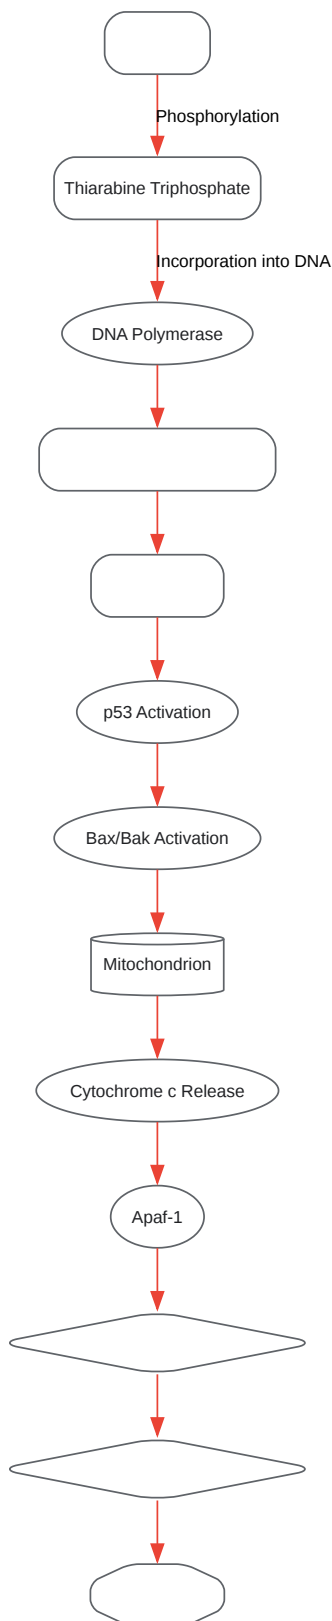 Phosphorylation
Thiarabine Triphosphate
Incorporation into DNA
DNA Polymerase
p53 Activation
Bax/Bak Activation
Mitochondrion
Cytochrome c Release
Apaf-1